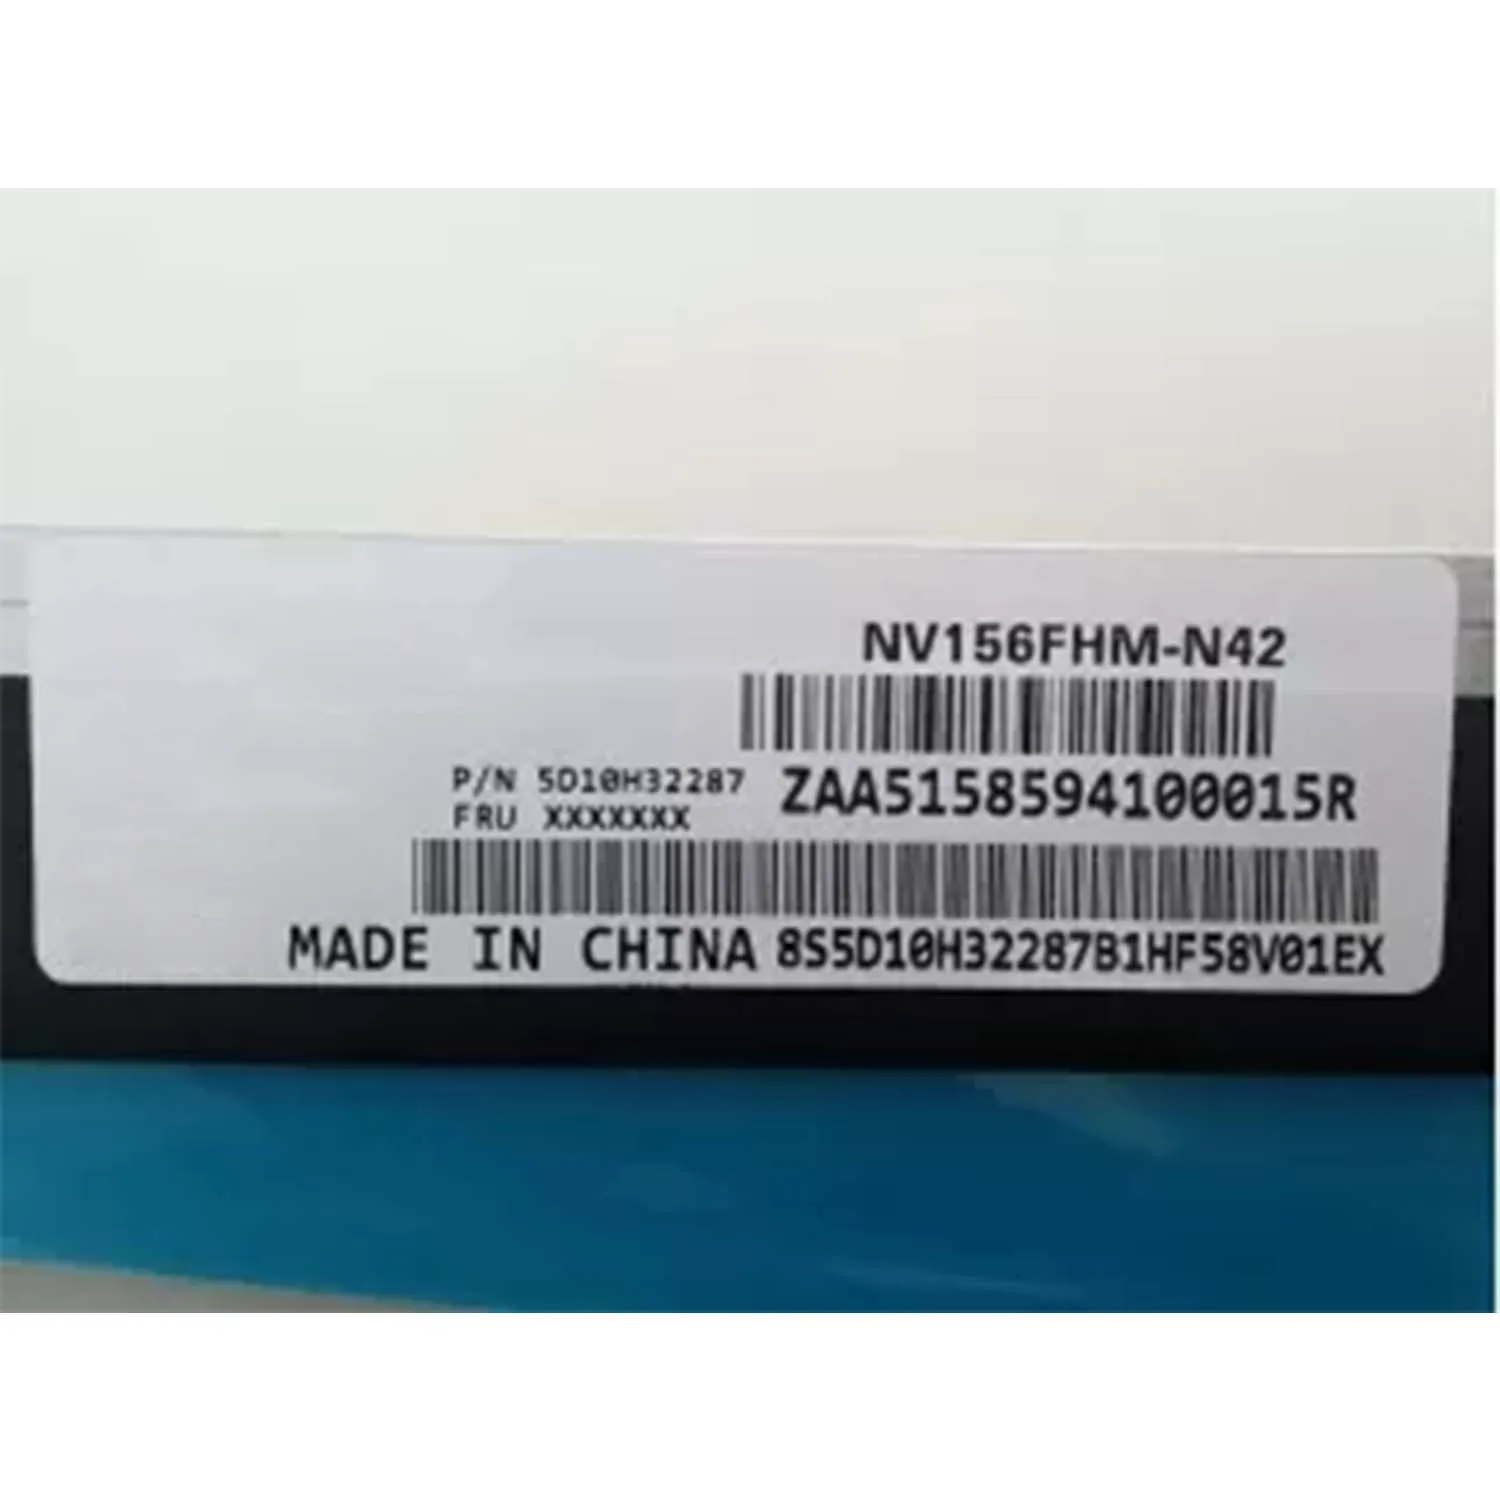 NV156FHM-N42
P/N 5D10H32287 ZAA5158594100015R
FRU XXXXXXX
MADE IN CHINA 8S5D10H32287B1HF58V01EX